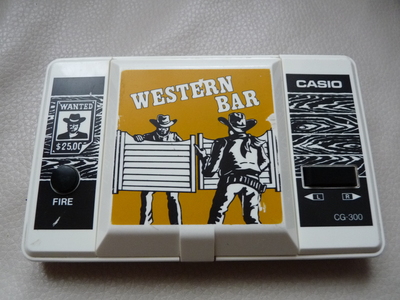 WANTED
$25.00
FIRE
WESTERN
BAR
CASIO
L R
CG-300